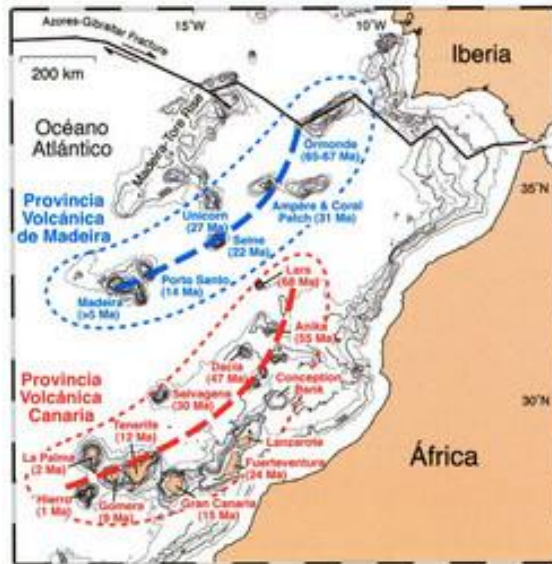 15°W
10°W
Azores-Gibraltar Fracture
Iberia
200 km
Madeira-Tore Rise
Océano
Atlántico
Ormonde
(65-67 Ma)
35°N
Provincia
Volcánica
de Madeira
Ampère & Coral
Patch (31 Ma)
Unicorn
(27 Ma)
Seine
(22 Ma)
Porto Santo
(14 Ma)
Madeira
(>5 Ma)
Lars
(68 Ma)
Anika
(55 Ma)
Dacia
(47 Ma)
Provincia
Volcánica
Canaria
Selvagens
(30 Ma)
Conception
Bank
30°N
Tenerife
(12 Ma)
Lanzarote
La Palma
(2 Ma)
Fuerteventura
(24 Ma)
África
Hierro
(1 Ma)
Gomera
(9 Ma)
Gran Canaria
(15 Ma)